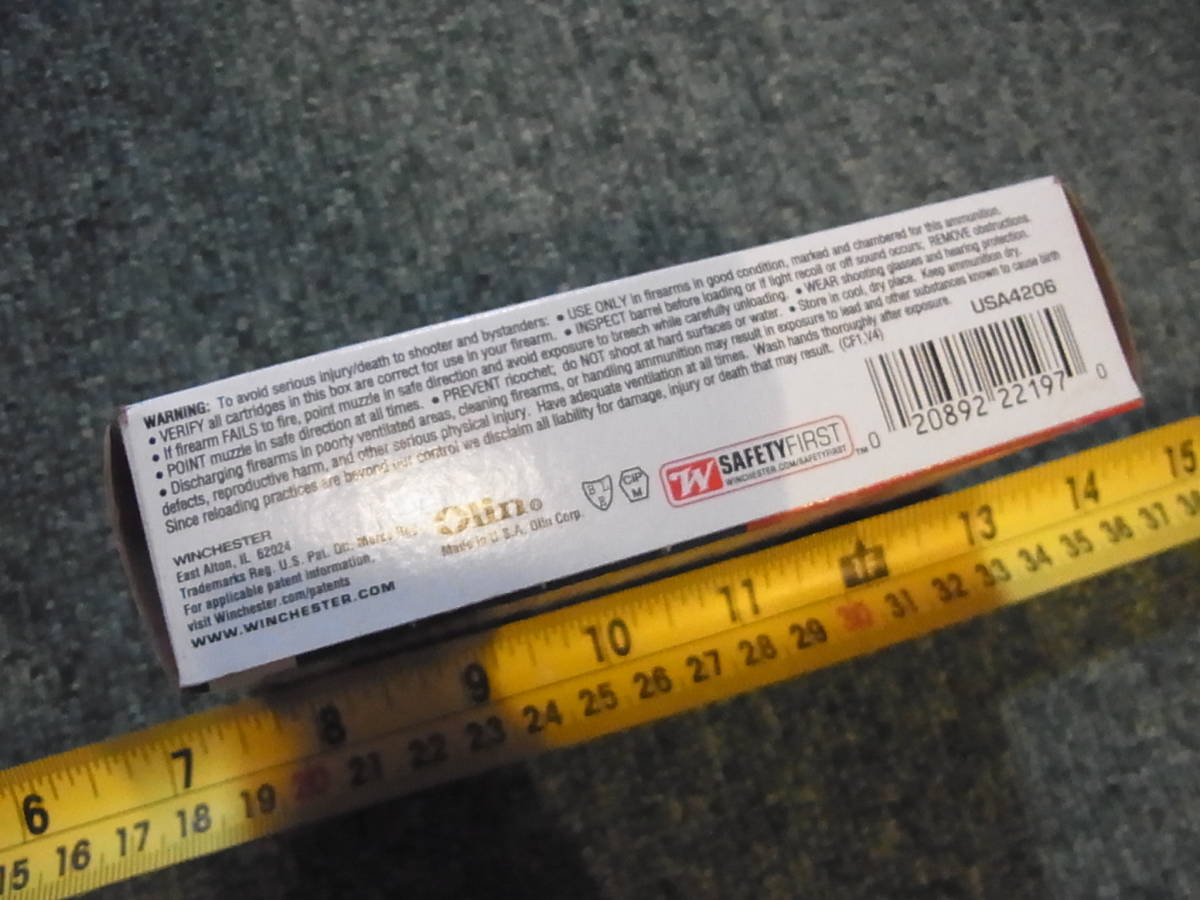 WARNING: To avoid serious injury/death to shooter and bystanders: • USE ONLY in firearms in good condition, marked and chambered for this ammunition.
• VERIFY all cartridges in this box are correct for use in your firearm. • INSPECT barrel before loading or if light recoil or off sound occurs; REMOVE obstructions.
• If firearm FAILS to fire, point muzzle in safe direction and avoid exposure to breech while carefully unloading. • WEAR shooting glasses and hearing protection.
• POINT muzzle in safe direction at all times. • PREVENT ricochet; do NOT shoot at hard surfaces or water. • Store in cool, dry place. Keep ammunition dry.
• Discharging firearms in poorly ventilated areas, cleaning firearms, or handling ammunition may result in exposure to lead and other substances known to cause birth
defects, reproductive harm, and other serious physical injury. Have adequate ventilation at all times. Wash hands thoroughly after exposure.
Since reloading practices are beyond our control we disclaim all liability for damage, injury or death that may result. (CF1,V4)
USA4206
0 20892 22197 0
WINCHESTER
East Alton, IL 62024
Trademarks Reg. U.S. Pat. Off.
For applicable patent information,
visit Winchester.com/patents
WWW.WINCHESTER.COM
Olin®
Made in U.S.A. Olin Corp.
CIP
M
W SAFETYFIRST™
WINCHESTER.COM/SAFETYFIRST
6 7 8 9 10 11 1 13 14 15
15 16 17 18 19 20 21 22 23 24 25 26 27 28 29 30 31 32 33 34 35 36 37 38